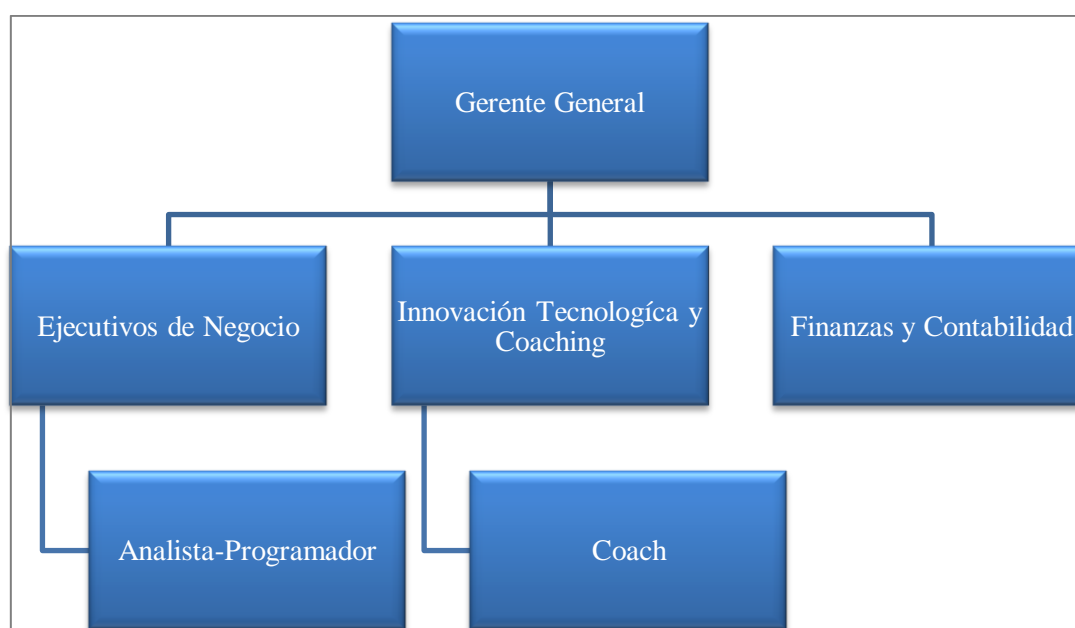 Gerente General
Ejecutivos de Negocio
Innovación Tecnologíca y
Coaching
Finanzas y Contabilidad
Analista-Programador
Coach